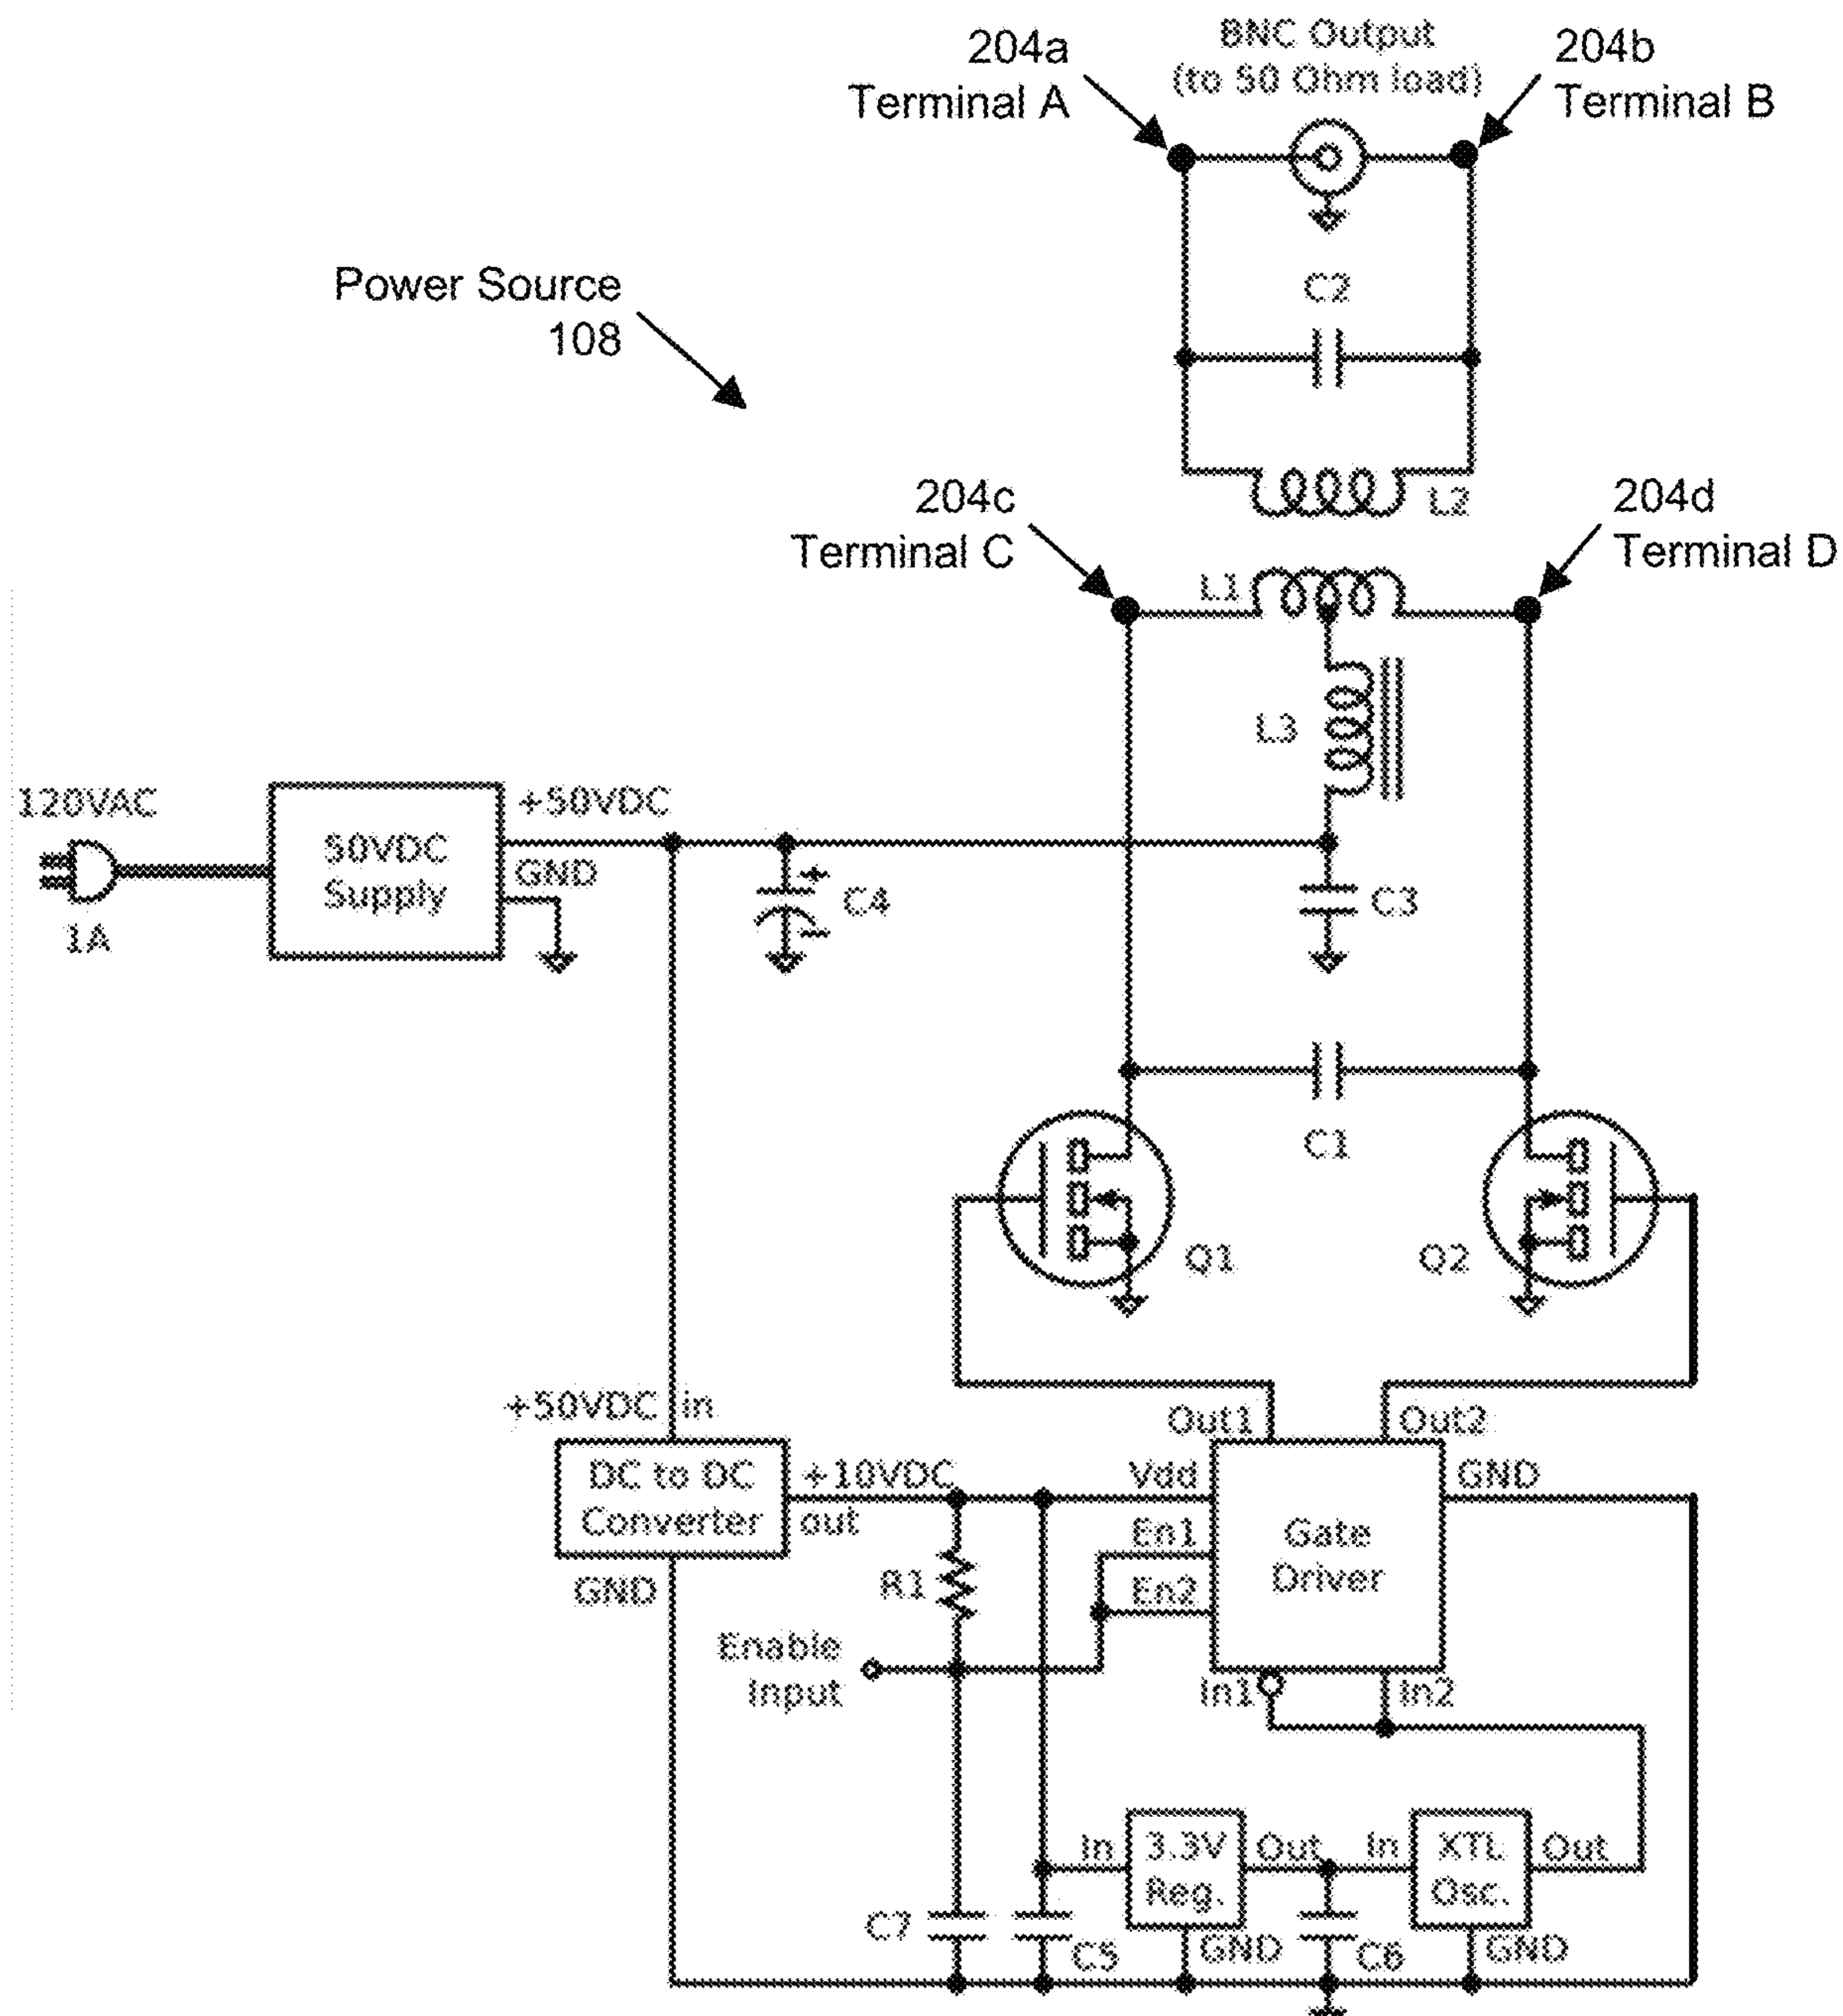 204a
Terminal A
BNC Output
(to 50 Ohm load)
204b
Terminal B
Power Source
108
C2
L2
204c
Terminal C
204d
Terminal D
L1
L3
120VAC
1A
50VDC
Supply
+50VDC
GND
C4
C3
C1
Q1
Q2
+50VDC in
Out1
Out2
DC to DC
Converter
+10VDC
out
GND
Vdd
En1
En2
Gate
Driver
GND
R1
Enable
Input
In1
In2
In
3.3V
Reg.
Out
In
XTL
Osc.
Out
C7
C5
GND
C6
GND